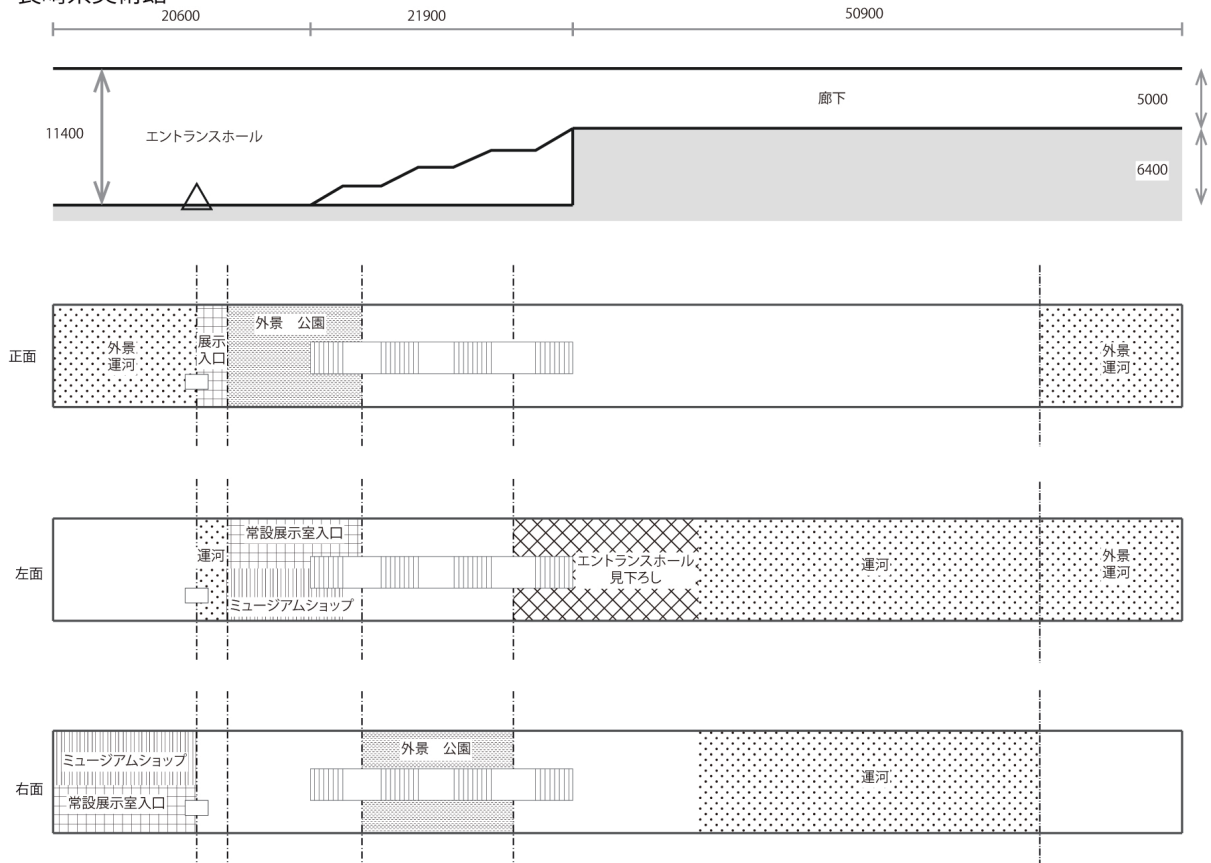 長崎県美術館
20600
21900
50900
11400
エントランスホール
廊下
5000
6400
正面
外景
運河
展示
入口
外景 公園
外景
運河
左面
運河
常設展示室入口
ミュージアムショップ
エントランスホール
見下ろし
運河
外景
運河
右面
ミュージアムショップ
常設展示室入口
外景 公園
運河